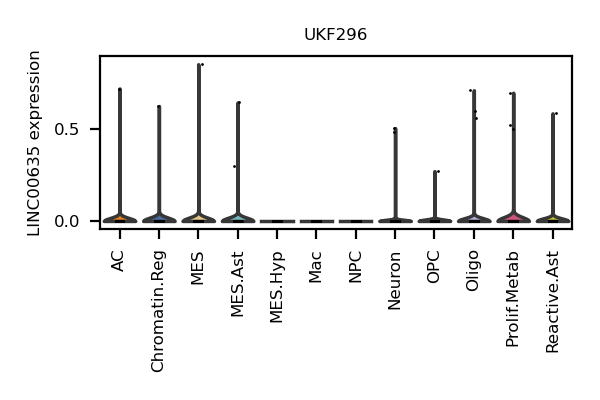 UKF296
LINC00635 expression
0.5
0.0
AC
Chromatin.Reg
MES
MES.Ast
MES.Hyp
Mac
NPC
Neuron
OPC
Oligo
Prolif.Metab
Reactive.Ast